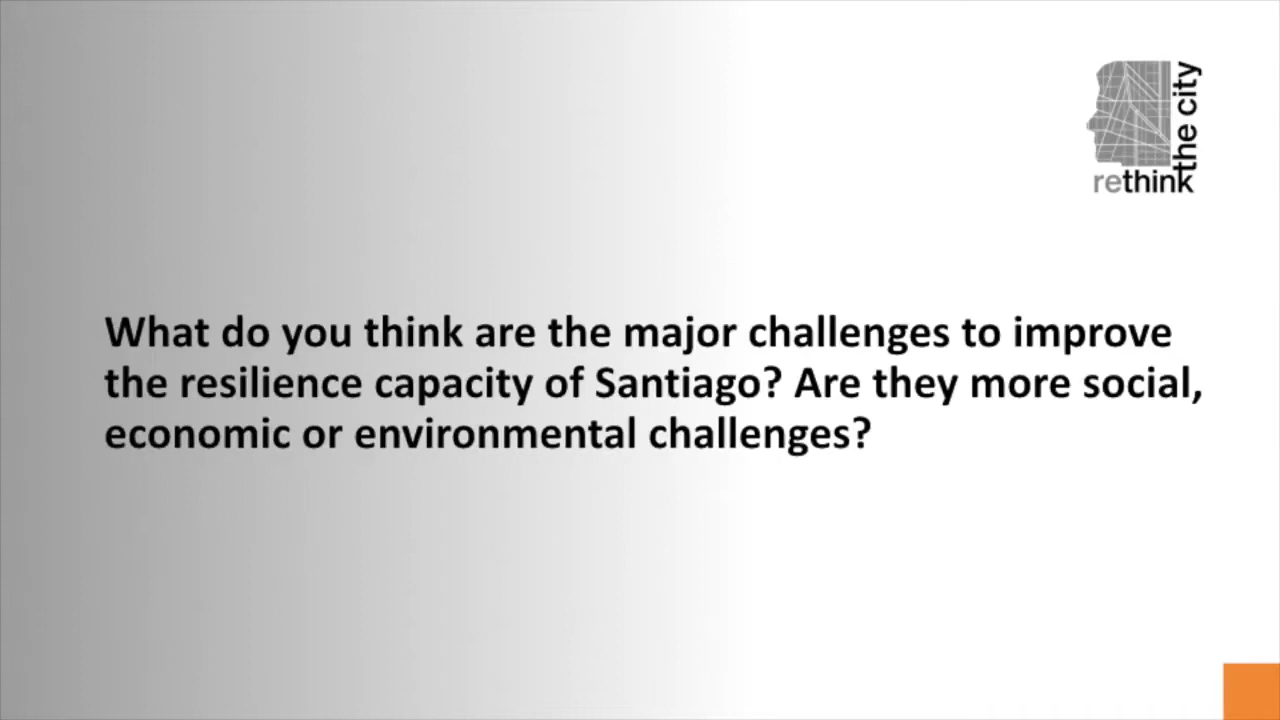 the city
rethink
What do you think are the major challenges to improve
the resilience capacity of Santiago? Are they more social,
economic or environmental challenges?